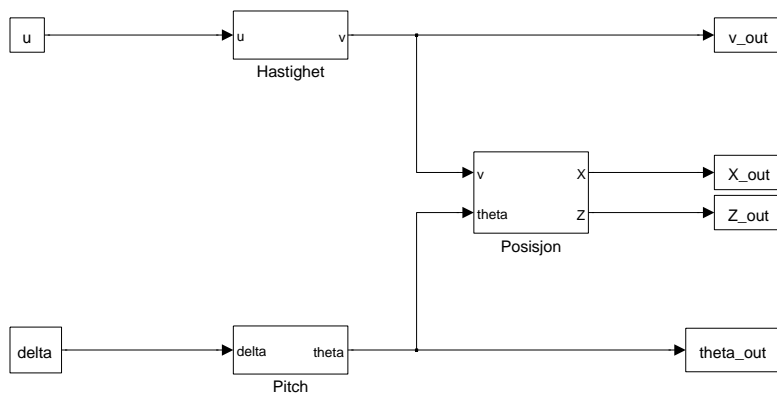 u
u
v
Hastighet
v_out
v
X
X_out
theta
Z
Z_out
Posisjon
delta
delta
theta
Pitch
theta_out